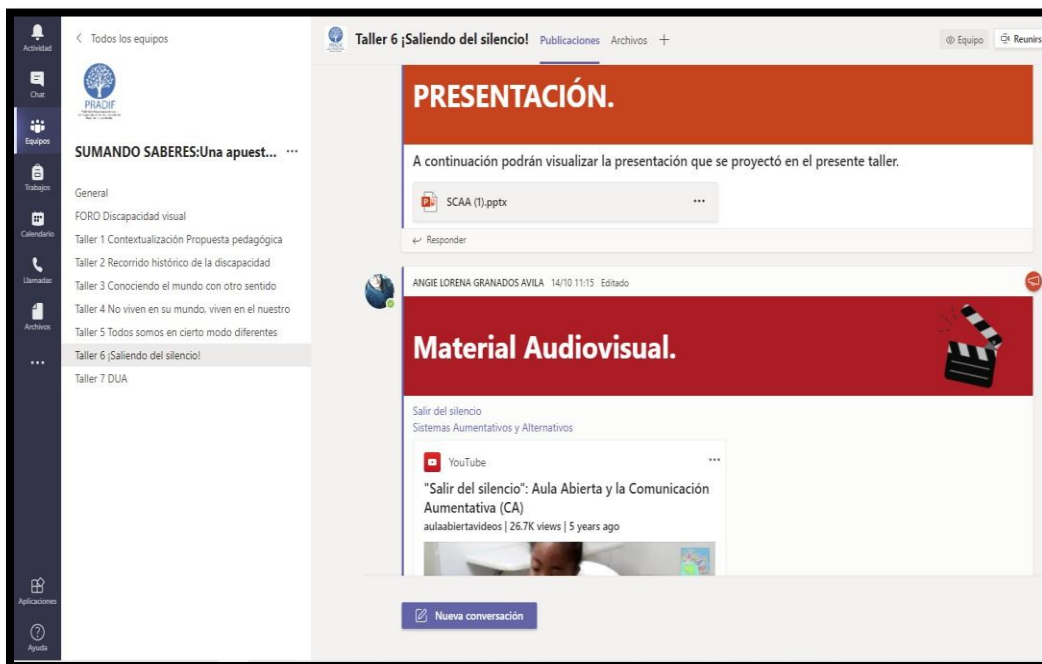 Actividad
Chat
Equipos
Trabajos
Calendario
Llamadas
Archivos
Aplicaciones
Ayuda
Todos los equipos
PRADIF
SUMANDO SABERES:Una apuest... ...
General
FORO Discapacidad visual
Taller 1 Contextualización Propuesta pedagógica
Taller 2 Recorrido histórico de la discapacidad
Taller 3 Conociendo el mundo con otro sentido
Taller 4 No viven en su mundo, viven en el nuestro
Taller 5 Todos somos en cierto modo diferentes
Taller 6 ¡Saliendo del silencio!
Taller 7 DUA
Taller 6 ¡Saliendo del silencio! Publicaciones Archivos + Equipo Reunirs
PRESENTACIÓN.
A continuación podrán visualizar la presentación que se proyectó en el presente taller.
SCAA (1).pptx ...
Responder
ANGIE LORENA GRANADOS AVILA 14/10 11:15 Editado
Material Audiovisual.
Salir del silencio
Sistemas Aumentativos y Alternativos
YouTube ...
"Salir del silencio": Aula Abierta y la Comunicación
Aumentativa (CA)
aulaabiertavideos | 26.7K views | 5 years ago
Nueva conversación